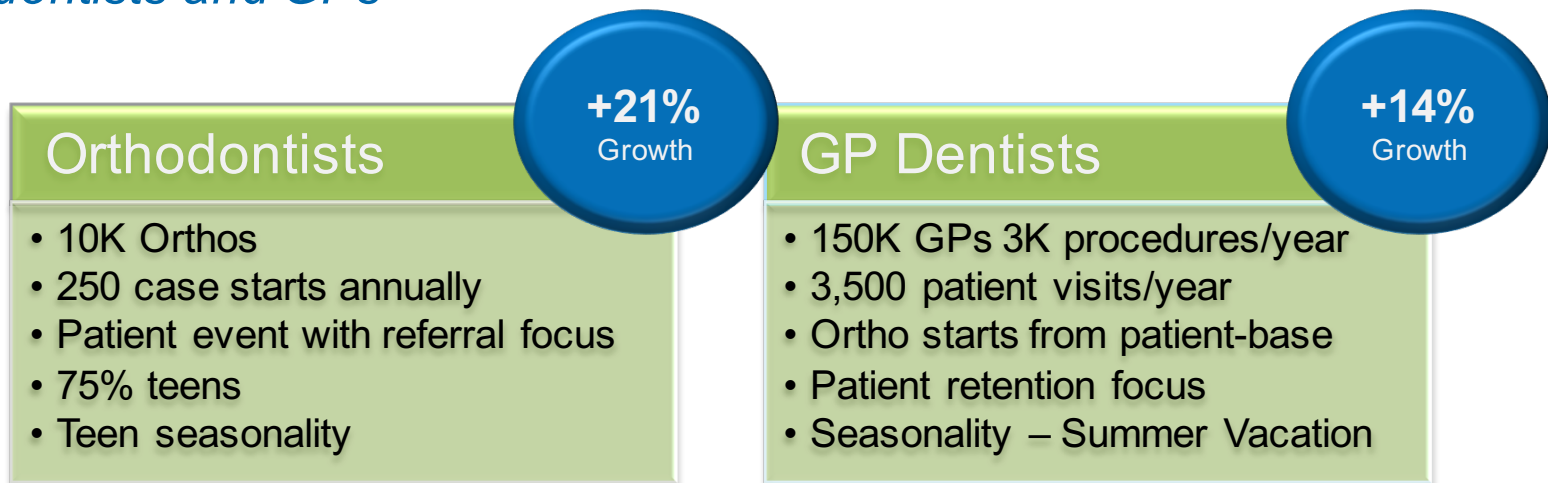 and GPs
+21%
Growth
Orthodontists
• 10K Orthos
• 250 case starts annually
• Patient event with referral focus
• 75% teens
• Teen seasonality
+14%
Growth
GP Dentists
• 150K GPs 3K procedures/year
• 3,500 patient visits/year
• Ortho starts from patient-base
• Patient retention focus
• Seasonality – Summer Vacation